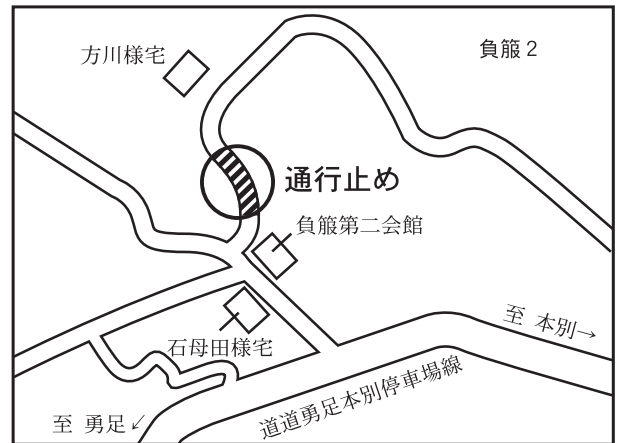 負箙２
方川様宅
通行止め
負箙第二会館
至 本別→
石母田様宅
道道勇足本別停車場線
至 勇足↙